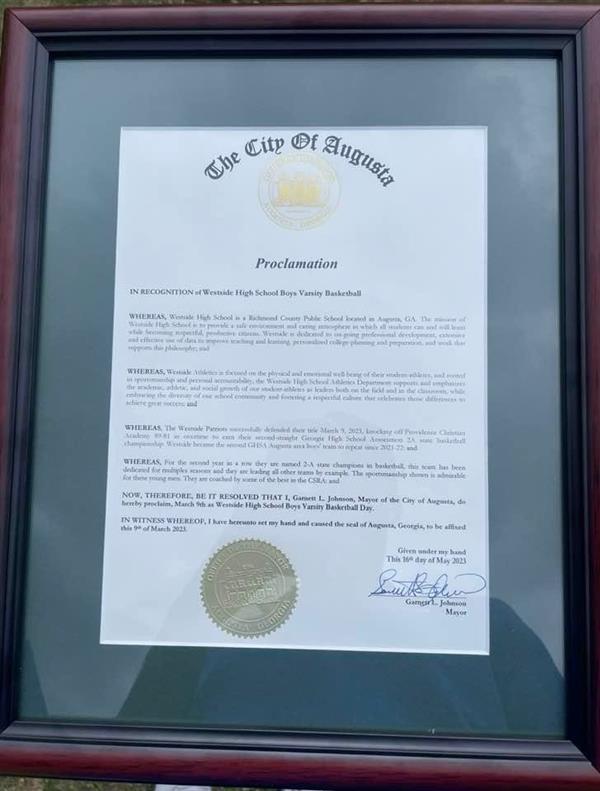 The City Of Augusta
Proclamation
IN RECOGNITION of Westside High School Boys Varsity Basketball
WHEREAS, Westside High School is a Richmond County Public School located in Augusta, GA. The mission of
Westside High School is to provide a safe environment and caring atmosphere in which all students can and will learn
while becoming respectful, productive citizens. Westside is dedicated to on-going professional development, extensive
and effective use of data to improve teaching and learning, personalized college-planning and preparation, and work that
supports this philosophy; and
WHEREAS, Westside Athletics is focused on the physical and emotional well-being of their student-athletes, and rooted
in sportsmanship and personal accountability, the Westside High School Athletics Department supports and emphasizes
the academic, athletic, and social growth of our student-athletes as leaders both on the field and in the classroom, while
embracing the diversity of our school community and fostering a respectful culture that celebrates those differences to
achieve great success; and
WHEREAS, The Westside Patriots successfully defended their title March 9, 2023, knocking off Providence Christian
Academy 89-81 in overtime to earn their second-straight Georgia High School Association 2A state basketball
championship. Westside became the second GHSA Augusta area boys' team to repeat since 2021-22; and
WHEREAS, For the second year in a row they are named 2-A state champions in basketball, this team has been
dedicated for multiplex seasons and they are leading all other teams by example. The sportsmanship shown is admirable
for these young men. They are coached by some of the best in the CSRA: and
NOW, THEREFORE, BE IT RESOLVED THAT I, Garnett L. Johnson, Mayor of the City of Augusta, do
hereby proclaim, March 9th as Westside High School Boys Varsity Basketball Day.
IN WITNESS WHEREOF, I have hereunto set my hand and caused the seal of Augusta, Georgia, to be affixed
this 9th of March 2023.
Given under my hand
This 16th day of May 2023
Garnett L. Johnson
Mayor
AUGUSTA, GEORGIA